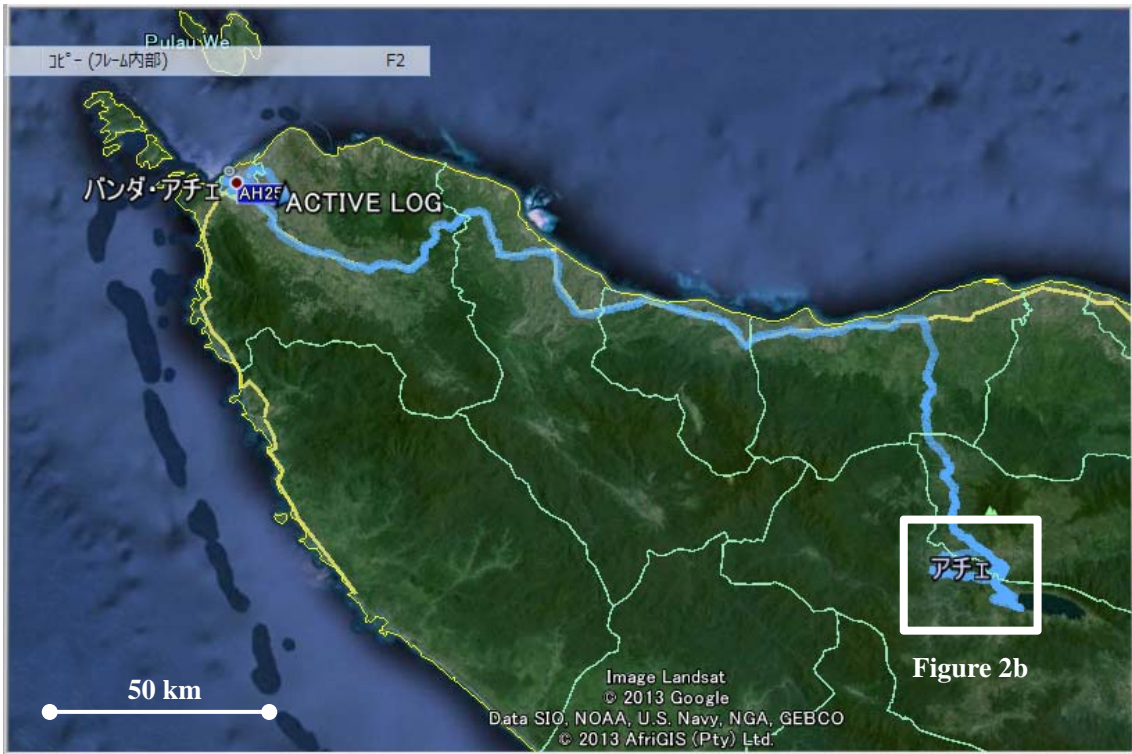 Pulau We
コピー (フレーム内部) F2
バンダ・アチェ
AH25
ACTIVE LOG
アチェ
Figure 2b
50 km
Image Landsat
© 2013 Google
Data SIO, NOAA, U.S. Navy, NGA, GEBCO
© 2013 AfriGIS (Pty) Ltd.